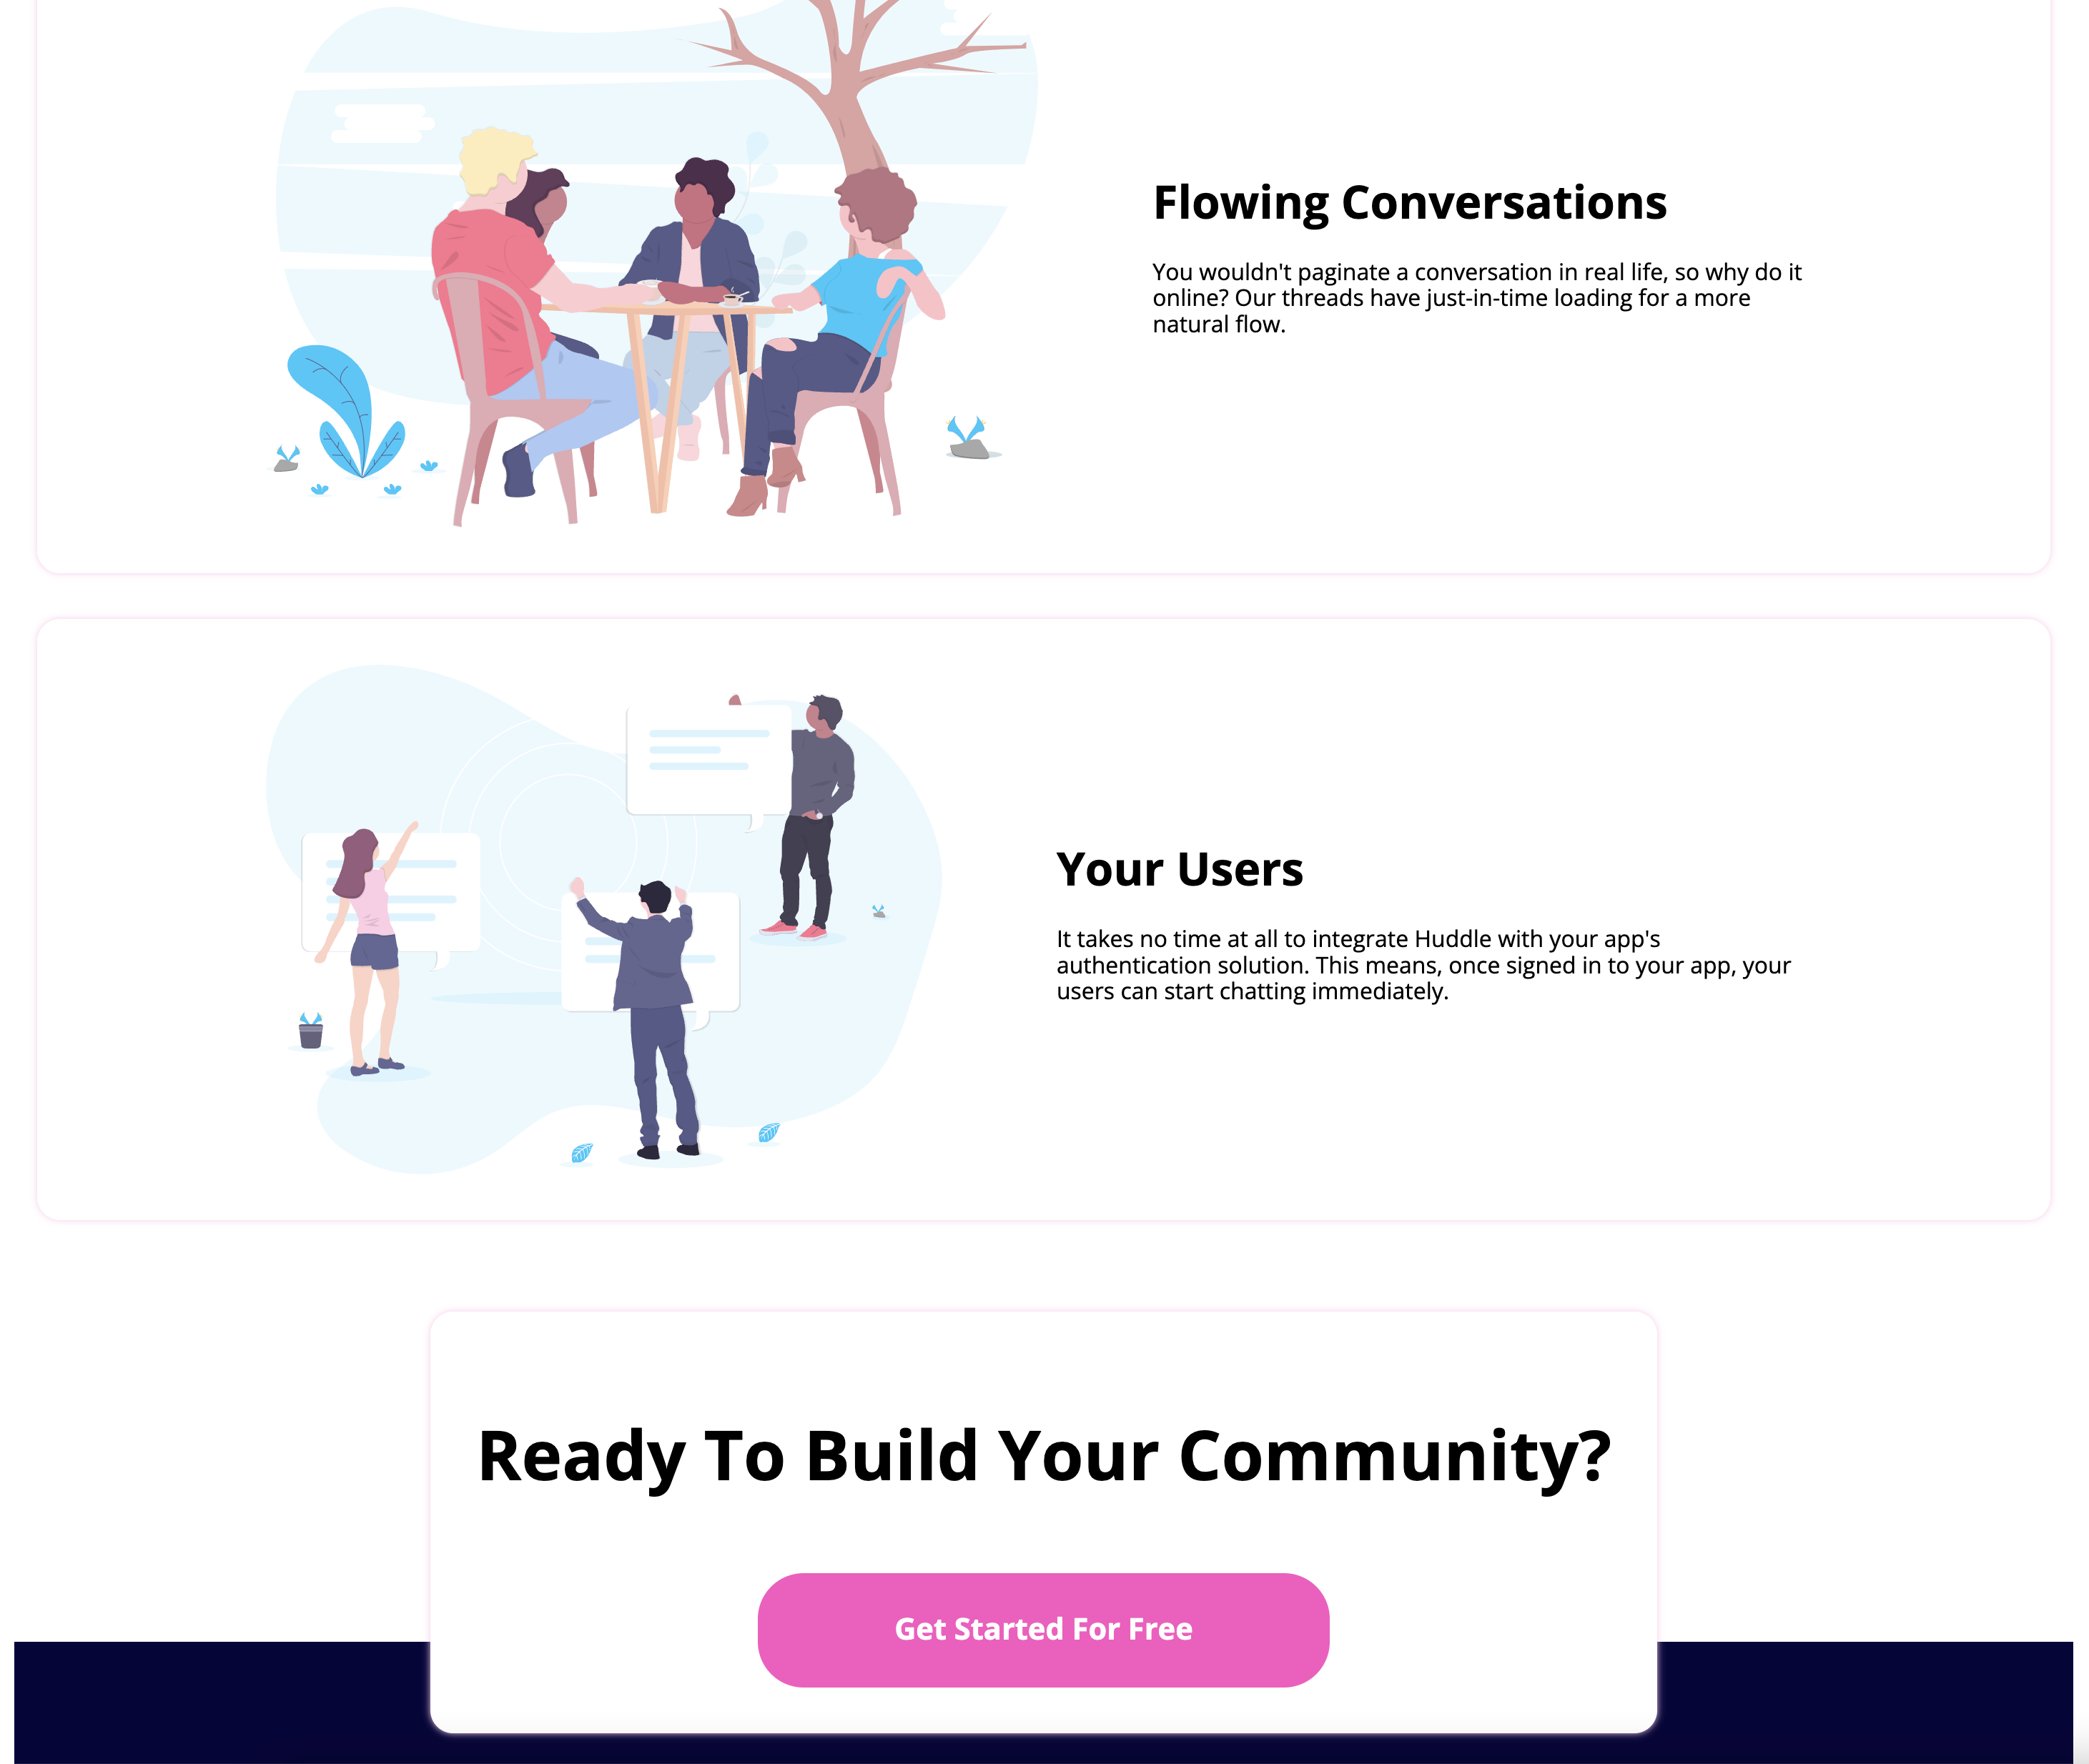 Flowing Conversations
You wouldn't paginate a conversation in real life, so why do it
online? Our threads have just-in-time loading for a more
natural flow.
Your Users
It takes no time at all to integrate Huddle with your app's
authentication solution. This means, once signed in to your app, your
users can start chatting immediately.
Ready To Build Your Community?
Get Started For Free